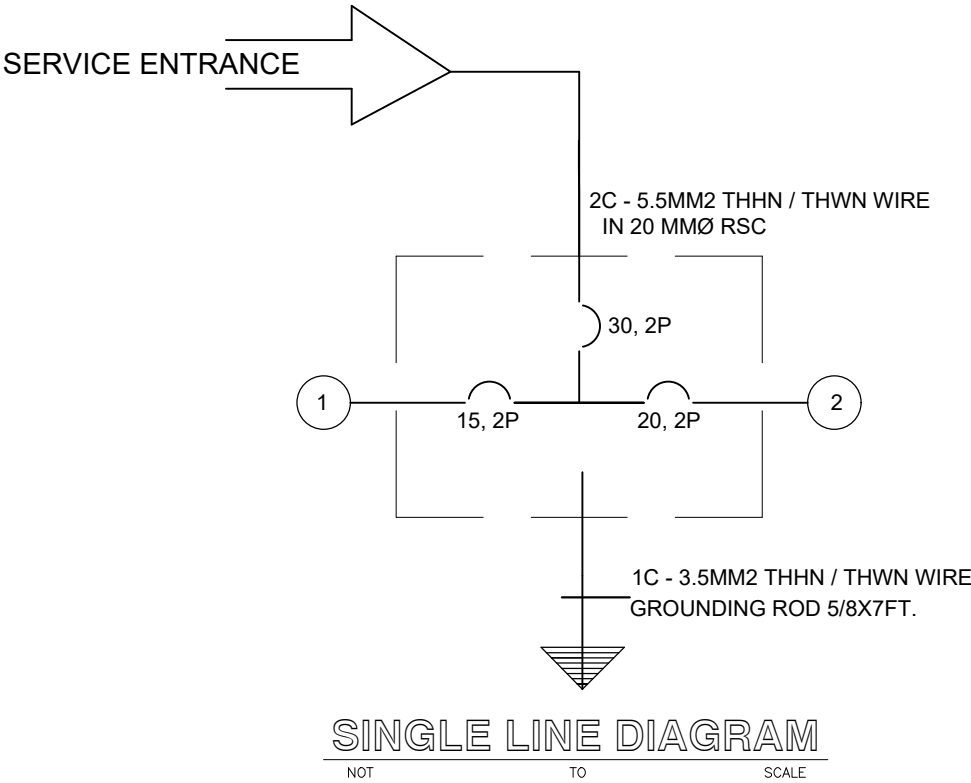 SERVICE ENTRANCE
2C - 5.5MM2 THHN / THWN WIRE
IN 20 MMØ RSC
30, 2P
1
15, 2P
20, 2P
2
1C - 3.5MM2 THHN / THWN WIRE
GROUNDING ROD 5/8X7FT.
SINGLE LINE DIAGRAM
NOT TO SCALE